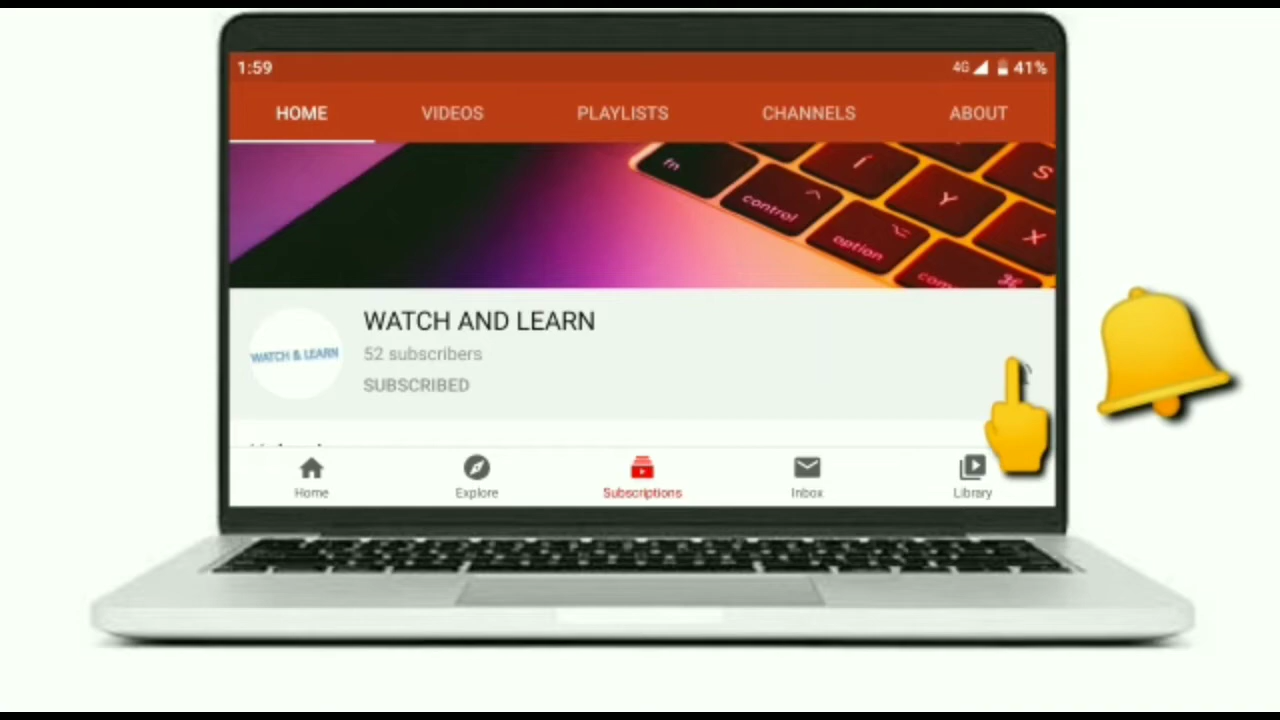 1:59
4G
41%
HOME
VIDEOS
PLAYLISTS
CHANNELS
ABOUT
fn
control
option
Y
S
X
WATCH & LEARN
WATCH AND LEARN
52 subscribers
SUBSCRIBED
Home
Explore
Subscriptions
Inbox
Library